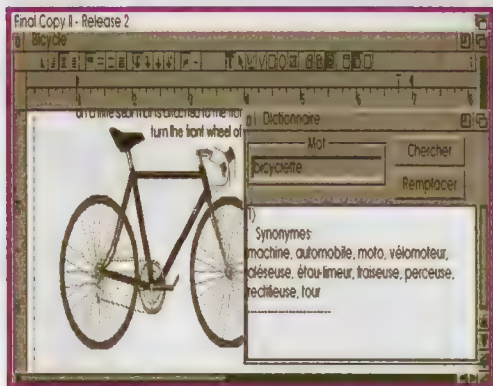 Final Copy II - Release 2
Bicycle
turn the front wheel of
Dictionnaire
Mot
Chercher
bicyclette
Remplacer
1)
Synonymes:
machine, automobile, moto, vélomoteur,
aléseuse, étau-limeur, fraiseuse, perceuse,
rectifieuse, tour